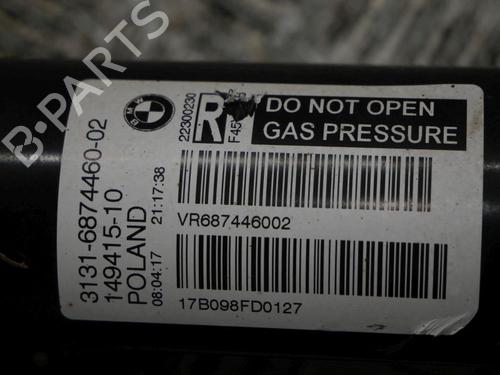 B-PARTS
BMW
3131-6874460-02
149415-10
POLAND
08:04:17 21:17:38
22300230
R
F45
DO NOT OPEN
GAS PRESSURE
VR687446002
17B098FD0127